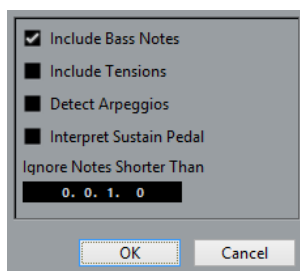 Include Bass Notes
Include Tensions
Detect Arpeggios
Interpret Sustain Pedal
Ignore Notes Shorter Than
0. 0. 1. 0
OK Cancel